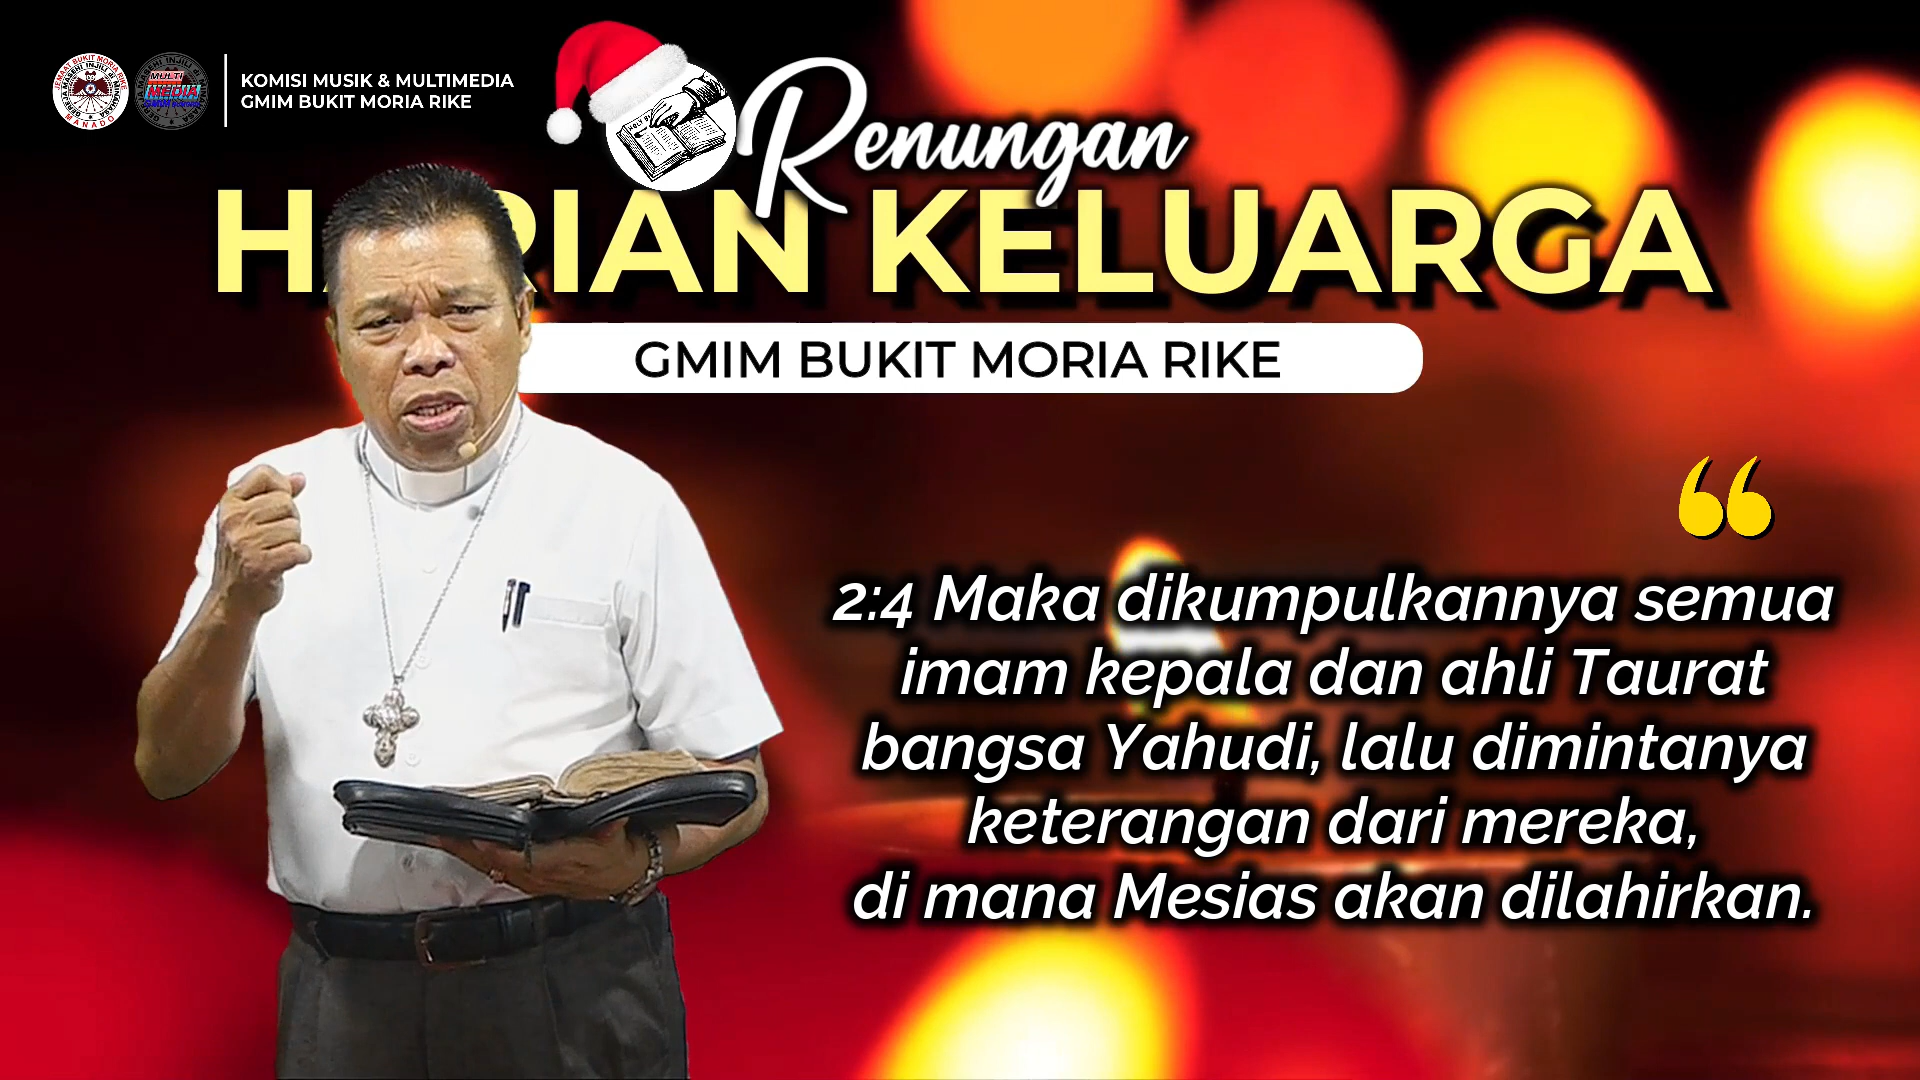 KOMISI MUSIK & MULTIMEDIA
GMIM BUKIT MORIA RIKE
Renungan
HARIAN KELUARGA
GMIM BUKIT MORIA RIKE
“
2:4 Maka dikumpulkannya semua
imam kepala dan ahli Taurat
bangsa Yahudi, lalu dimintanya
keterangan dari mereka,
di mana Mesias akan dilahirkan.